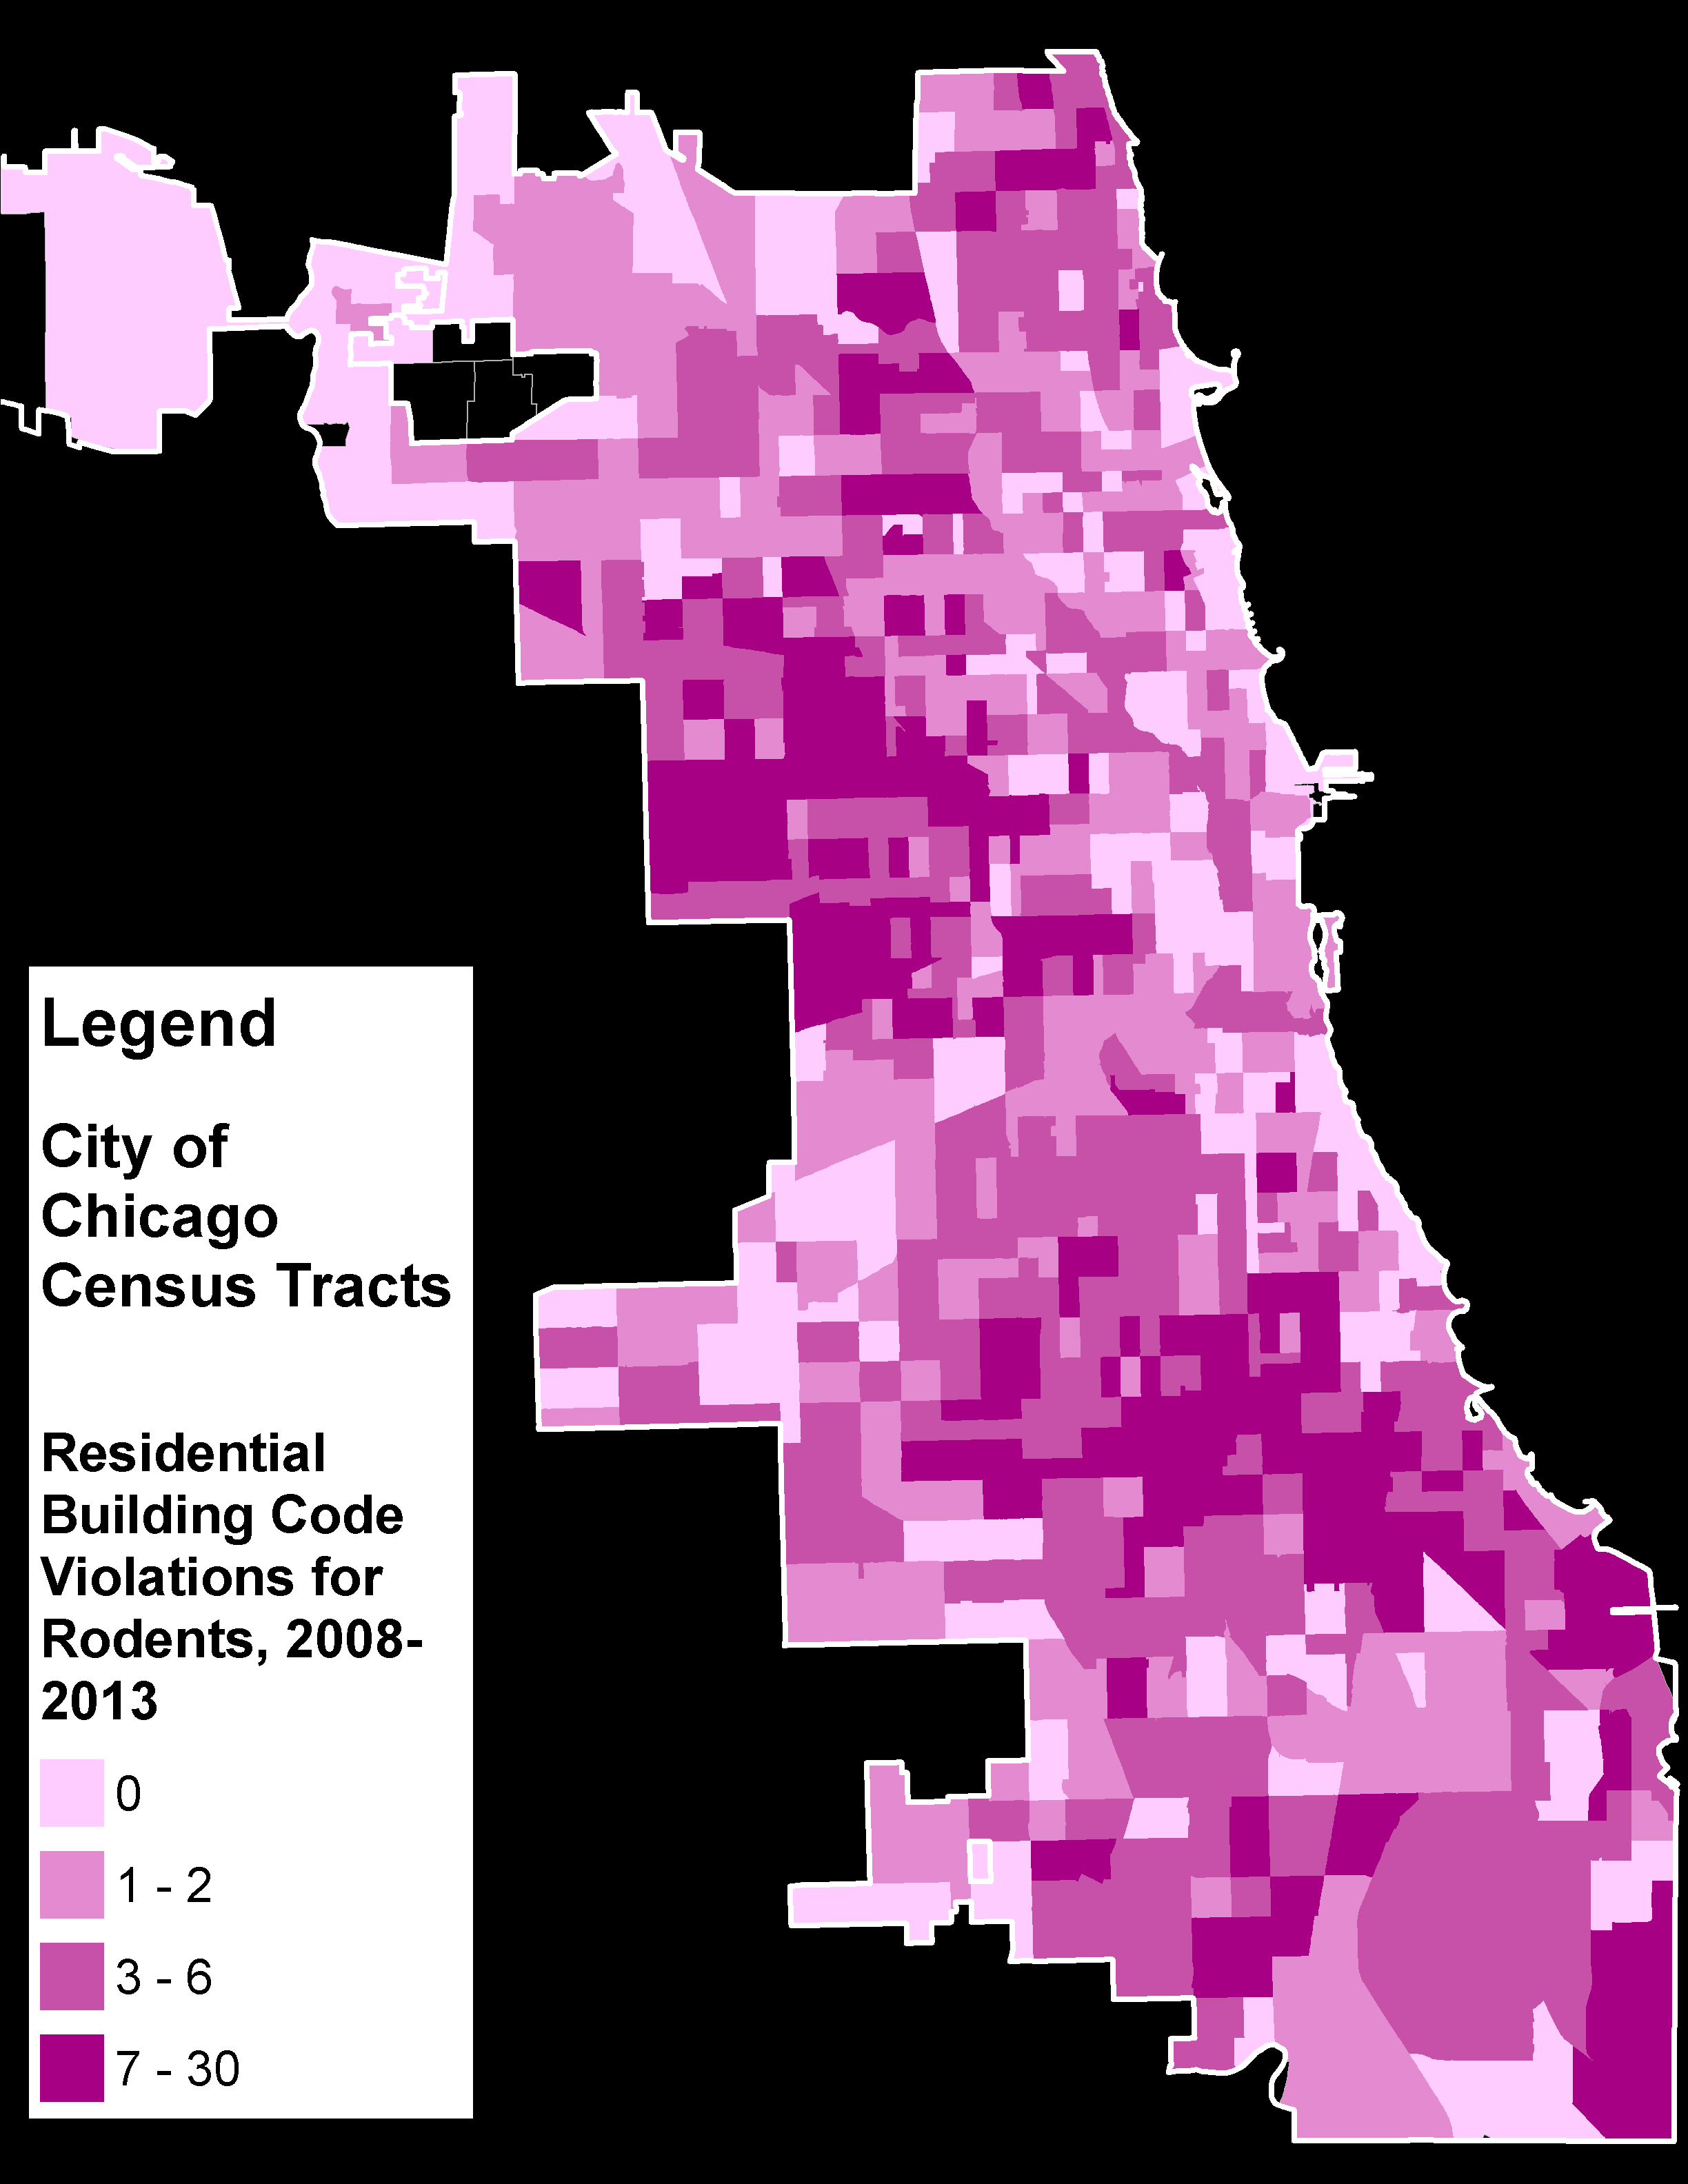 Legend
City of
Chicago
Census Tracts
Residential
Building Code
Violations for
Rodents, 2008-
2013
0
1 - 2
3 - 6
7 - 30